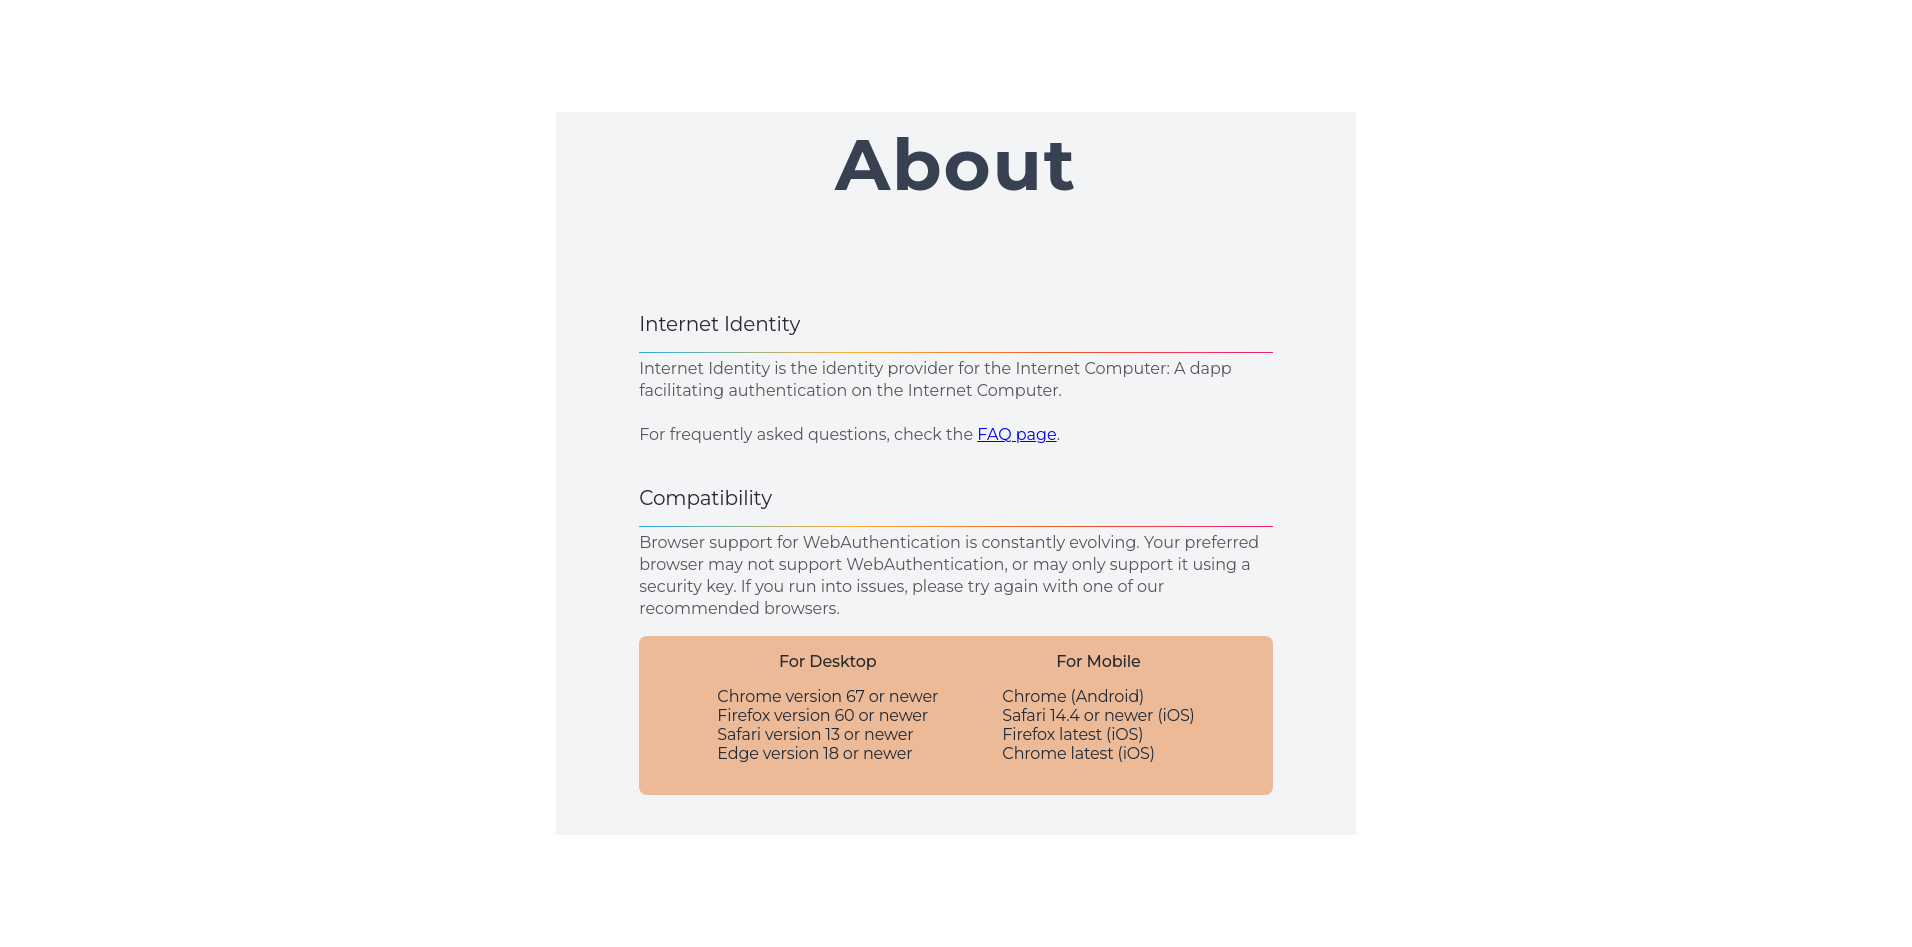 About
Internet Identity
Internet Identity is the identity provider for the Internet Computer: A dapp
facilitating authentication on the Internet Computer.
For frequently asked questions, check the FAQ page.
Compatibility
Browser support for WebAuthentication is constantly evolving. Your preferred
browser may not support WebAuthentication, or may only support it using a
security key. If you run into issues, please try again with one of our
recommended browsers.
For Desktop
Chrome version 67 or newer
Firefox version 60 or newer
Safari version 13 or newer
Edge version 18 or newer
For Mobile
Chrome (Android)
Safari 14.4 or newer (iOS)
Firefox latest (iOS)
Chrome latest (iOS)